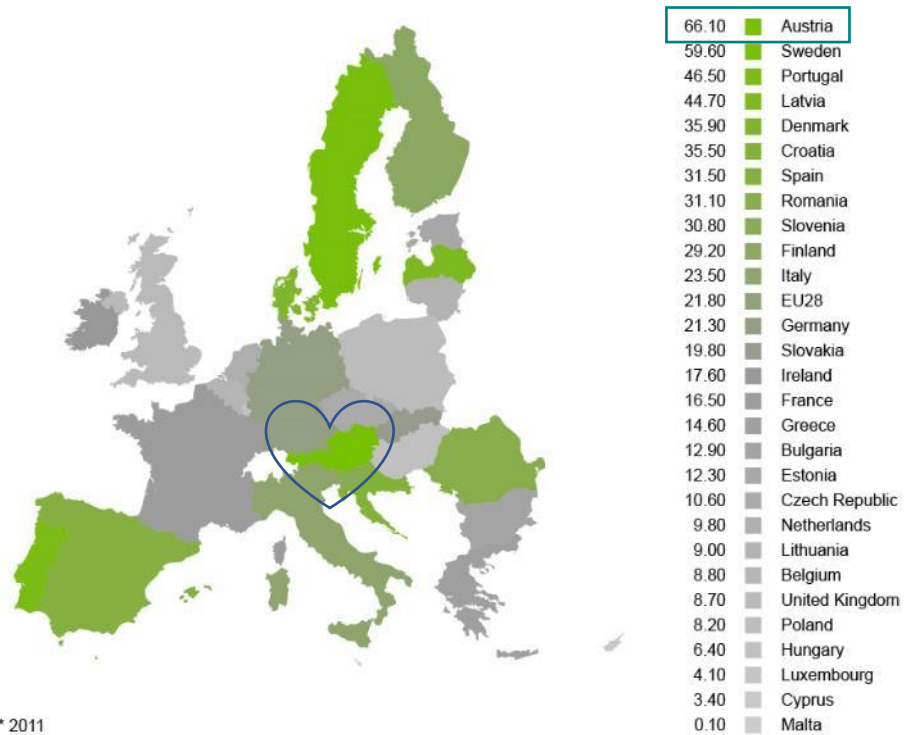 66.10 Austria
59.60 Sweden
46.50 Portugal
44.70 Latvia
35.90 Denmark
35.50 Croatia
31.50 Spain
31.10 Romania
30.80 Slovenia
29.20 Finland
23.50 Italy
21.80 EU28
21.30 Germany
19.80 Slovakia
17.60 Ireland
16.50 France
14.60 Greece
12.90 Bulgaria
12.30 Estonia
10.60 Czech Republic
9.80 Netherlands
9.00 Lithuania
8.80 Belgium
8.70 United Kingdom
8.20 Poland
6.40 Hungary
4.10 Luxembourg
3.40 Cyprus
0.10 Malta
* 2011